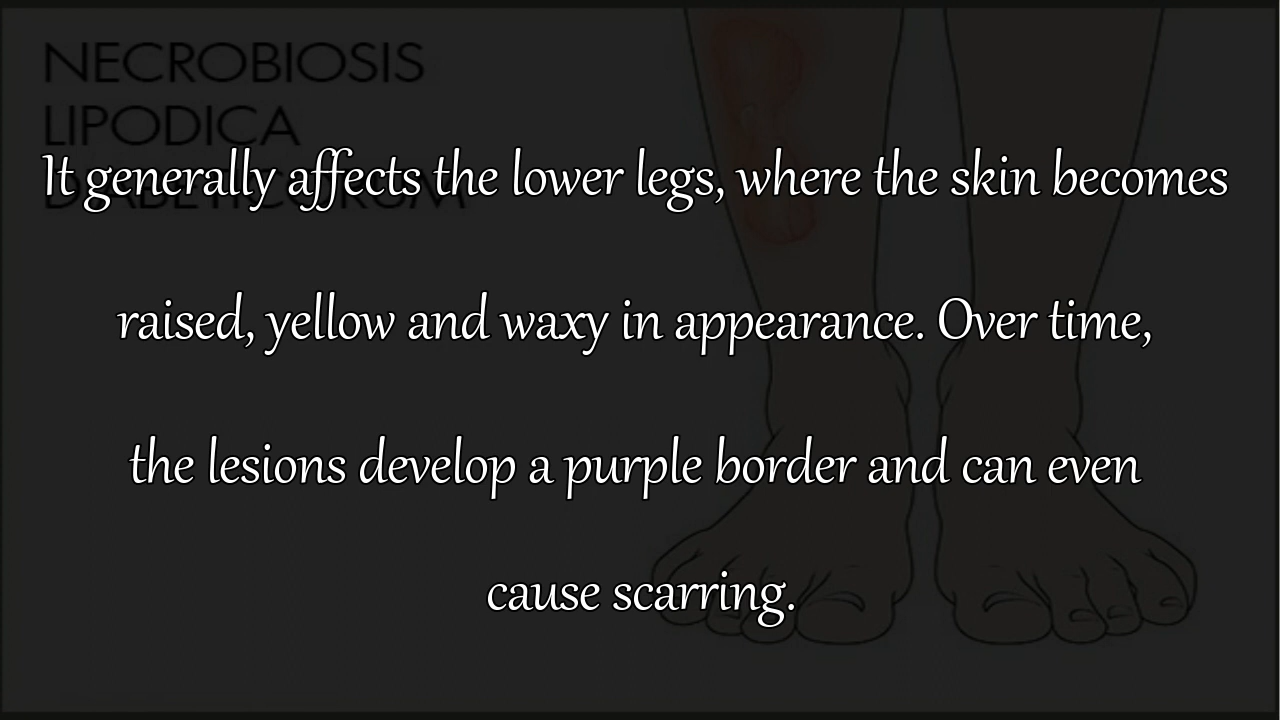 NECROBIOSIS
LIPODICA
DIABETICORUM
It generally affects the lower legs, where the skin becomes
raised, yellow and waxy in appearance. Over time,
the lesions develop a purple border and can even
cause scarring.